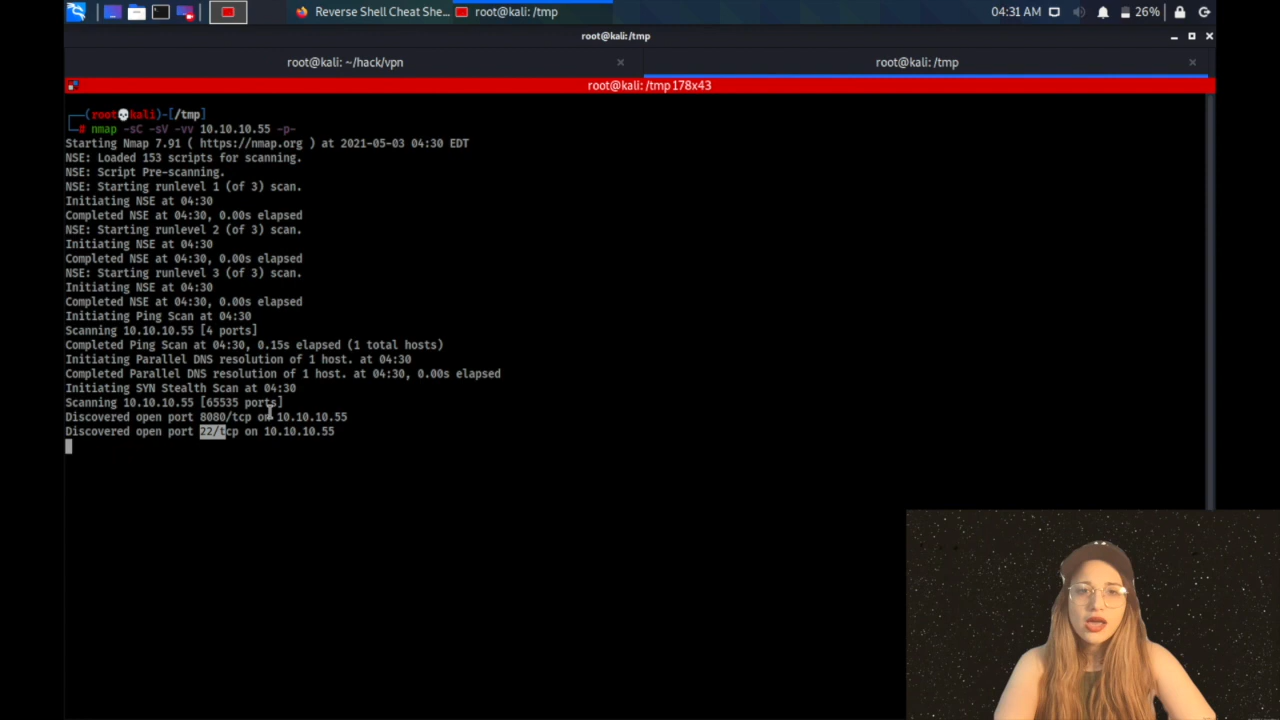 Reverse Shell Cheat She...
root@kali: /tmp
04:31 AM
26%
root@kali: /tmp
root@kali: ~/hack/vpn
root@kali: /tmp
root@kali: /tmp 178x43
(root💀kali)-[/tmp]
# nmap -sC -sV -vv 10.10.10.55 -p-
Starting Nmap 7.91 ( https://nmap.org ) at 2021-05-03 04:30 EDT
NSE: Loaded 153 scripts for scanning.
NSE: Script Pre-scanning.
NSE: Starting runlevel 1 (of 3) scan.
Initiating NSE at 04:30
Completed NSE at 04:30, 0.00s elapsed
NSE: Starting runlevel 2 (of 3) scan.
Initiating NSE at 04:30
Completed NSE at 04:30, 0.00s elapsed
NSE: Starting runlevel 3 (of 3) scan.
Initiating NSE at 04:30
Completed NSE at 04:30, 0.00s elapsed
Initiating Ping Scan at 04:30
Scanning 10.10.10.55 [4 ports]
Completed Ping Scan at 04:30, 0.15s elapsed (1 total hosts)
Initiating Parallel DNS resolution of 1 host. at 04:30
Completed Parallel DNS resolution of 1 host. at 04:30, 0.00s elapsed
Initiating SYN Stealth Scan at 04:30
Scanning 10.10.10.55 [65535 ports]
Discovered open port 8080/tcp on 10.10.10.55
Discovered open port 22/tcp on 10.10.10.55